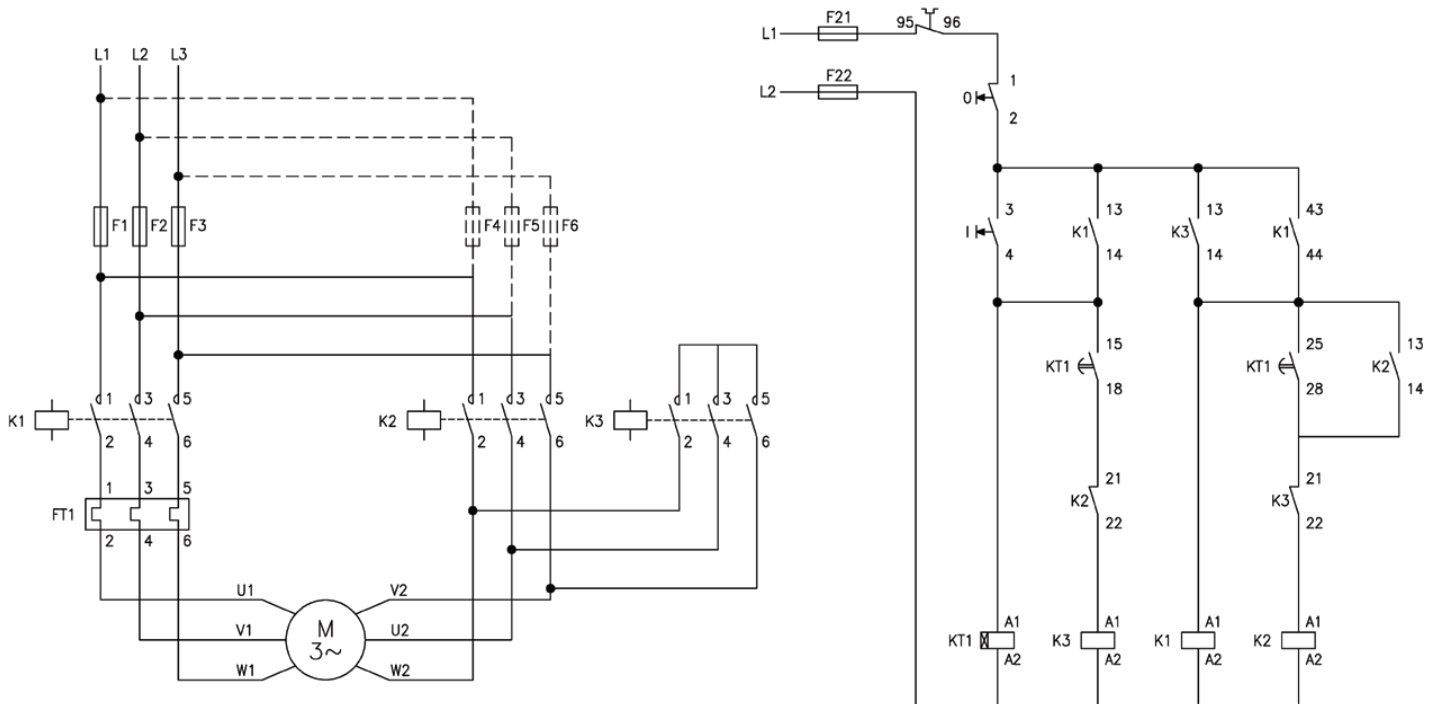 L1 L2 L3
F1 F2 F3 F4 F5 F6
K1 1 3 5 K2 1 3 5 K3 1 3 5
2 4 6 2 4 6 2 4 6
1 3 5
FT1
2 4 6
U1 V2
V1 U2
W1 W2
M
3~
L1 F21 95 96
L2 F22
1
O
2
3 13 13 43
I K1 K3 K1
4 14 14 44
15 25 13
KT1 KT1 K2
18 28 14
21 21
K2 K3
22 22
A1 A1 A1 A1
KT1 K3 K1 K2
A2 A2 A2 A2